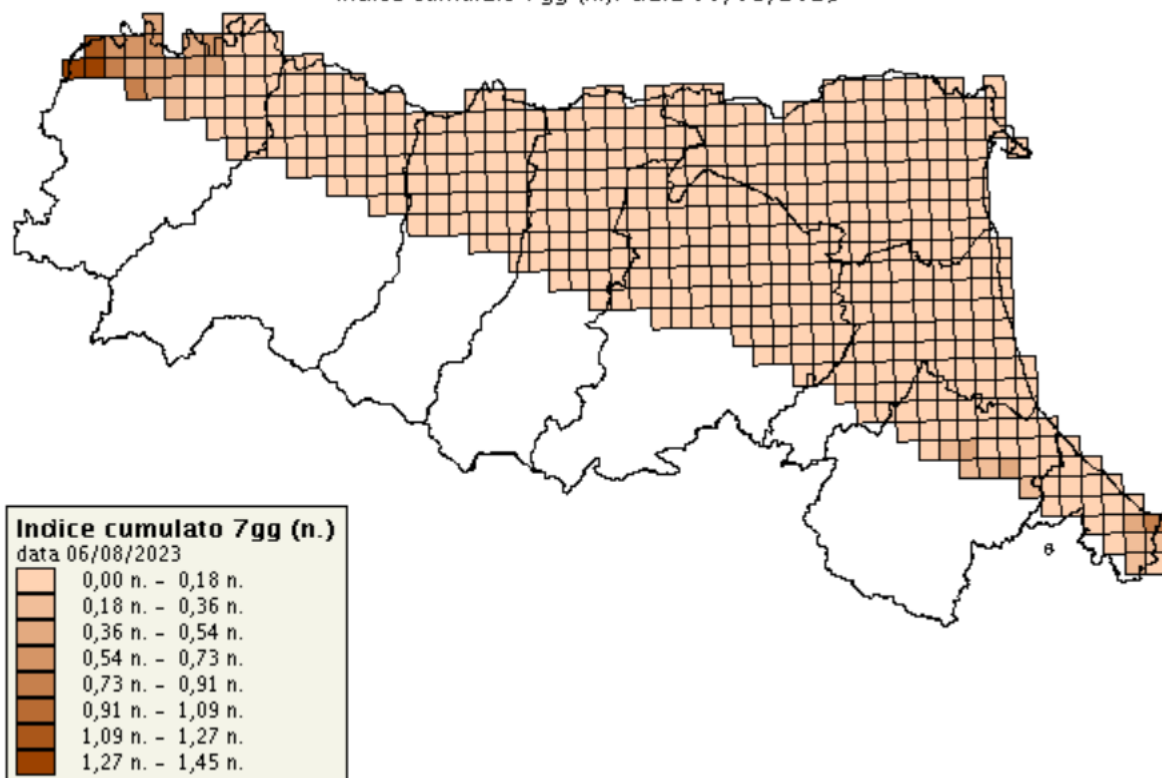 Indice cumulato 7gg (n.)
data 06/08/2023
0,00 n. - 0,18 n.
0,18 n. - 0,36 n.
0,36 n. - 0,54 n.
0,54 n. - 0,73 n.
0,73 n. - 0,91 n.
0,91 n. - 1,09 n.
1,09 n. - 1,27 n.
1,27 n. - 1,45 n.